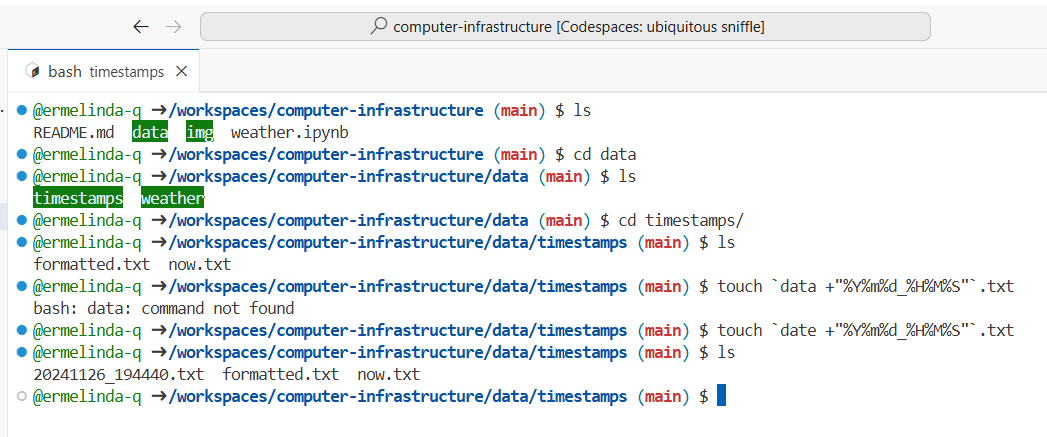 computer-infrastructure [Codespaces: ubiquitous sniffle]
bash timestamps
@ermelinda-q →/workspaces/computer-infrastructure (main) $ ls
README.md data img weather.ipynb
@ermelinda-q →/workspaces/computer-infrastructure (main) $ cd data
@ermelinda-q →/workspaces/computer-infrastructure/data (main) $ ls
timestamps weather
@ermelinda-q →/workspaces/computer-infrastructure/data (main) $ cd timestamps/
@ermelinda-q →/workspaces/computer-infrastructure/data/timestamps (main) $ ls
formatted.txt now.txt
@ermelinda-q →/workspaces/computer-infrastructure/data/timestamps (main) $ touch `data +"%Y%m%d_%H%M%S"`.txt
bash: data: command not found
@ermelinda-q →/workspaces/computer-infrastructure/data/timestamps (main) $ touch `date +"%Y%m%d_%H%M%S"`.txt
@ermelinda-q →/workspaces/computer-infrastructure/data/timestamps (main) $ ls
20241126_194440.txt formatted.txt now.txt
@ermelinda-q →/workspaces/computer-infrastructure/data/timestamps (main) $